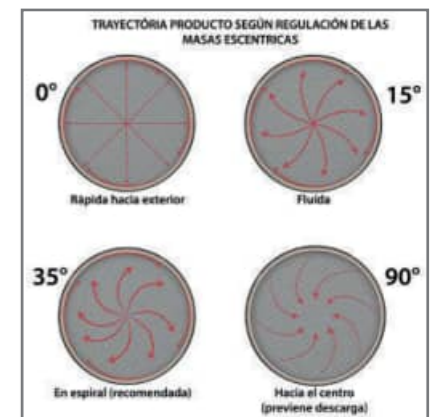 TRAYECTÓRIA PRODUCTO SEGÚN REGULACIÓN DE LAS
MASAS ESCENTRICAS
0°
15°
Rápida hacia exterior
Fluida
35°
90°
En espiral (recomendada)
Hacia el centro
(previene descarga)